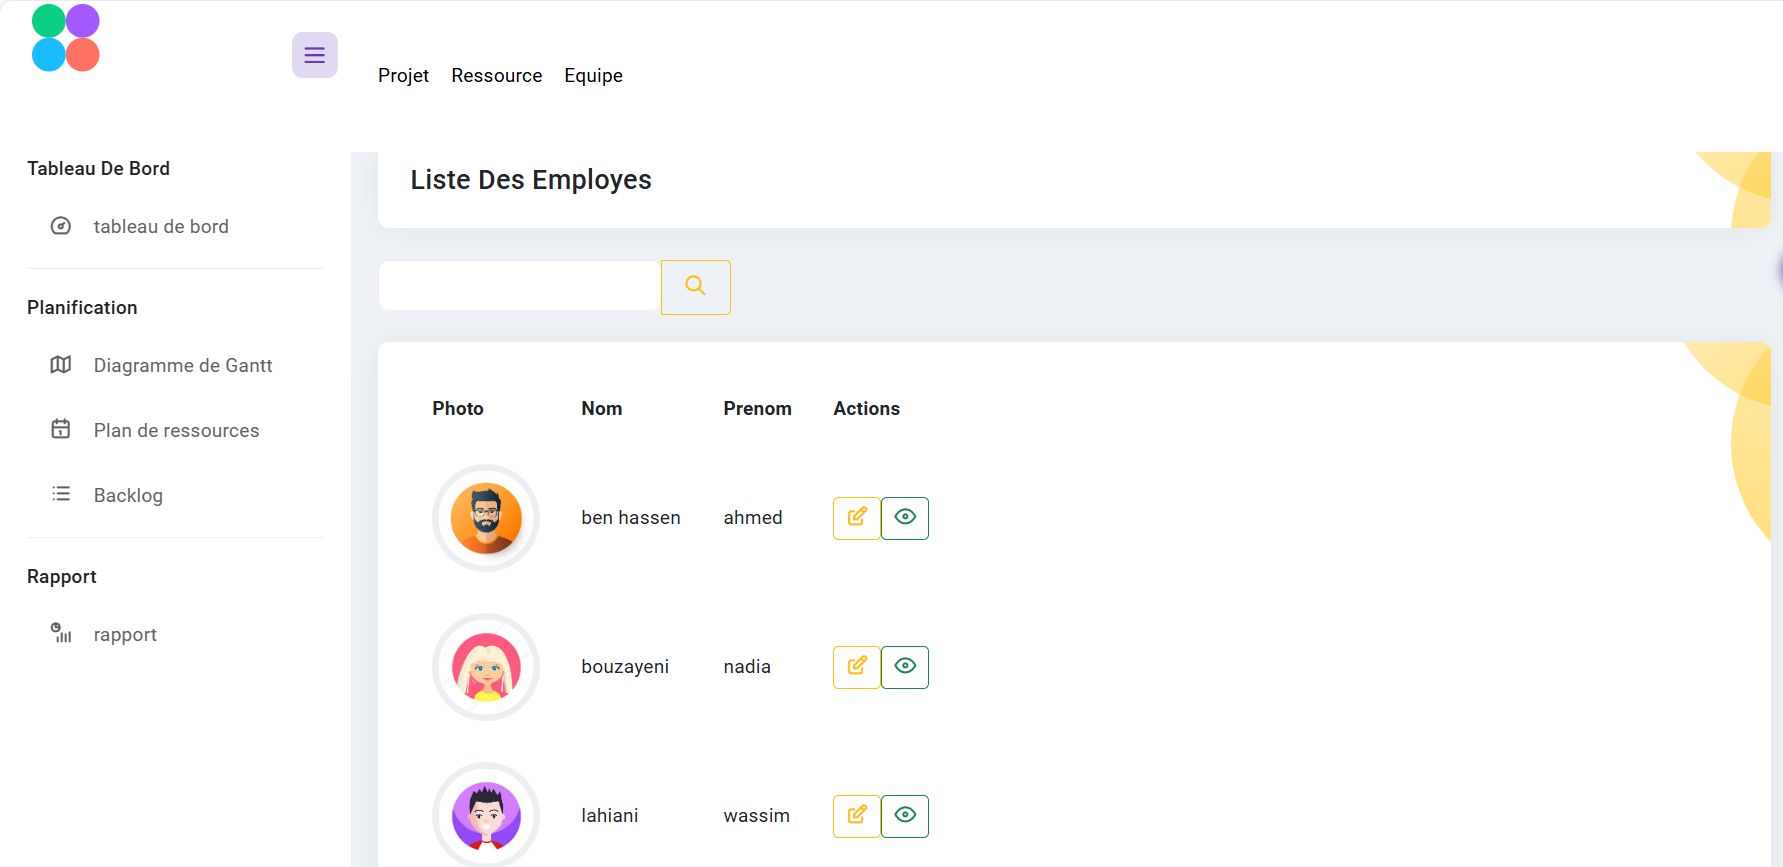 Projet Ressource Equipe
Tableau De Bord
tableau de bord
Planification
Diagramme de Gantt
Plan de ressources
Backlog
Rapport
rapport
Liste Des Employes
Photo Nom Prenom Actions
ben hassen ahmed
bouzayeni nadia
lahiani wassim